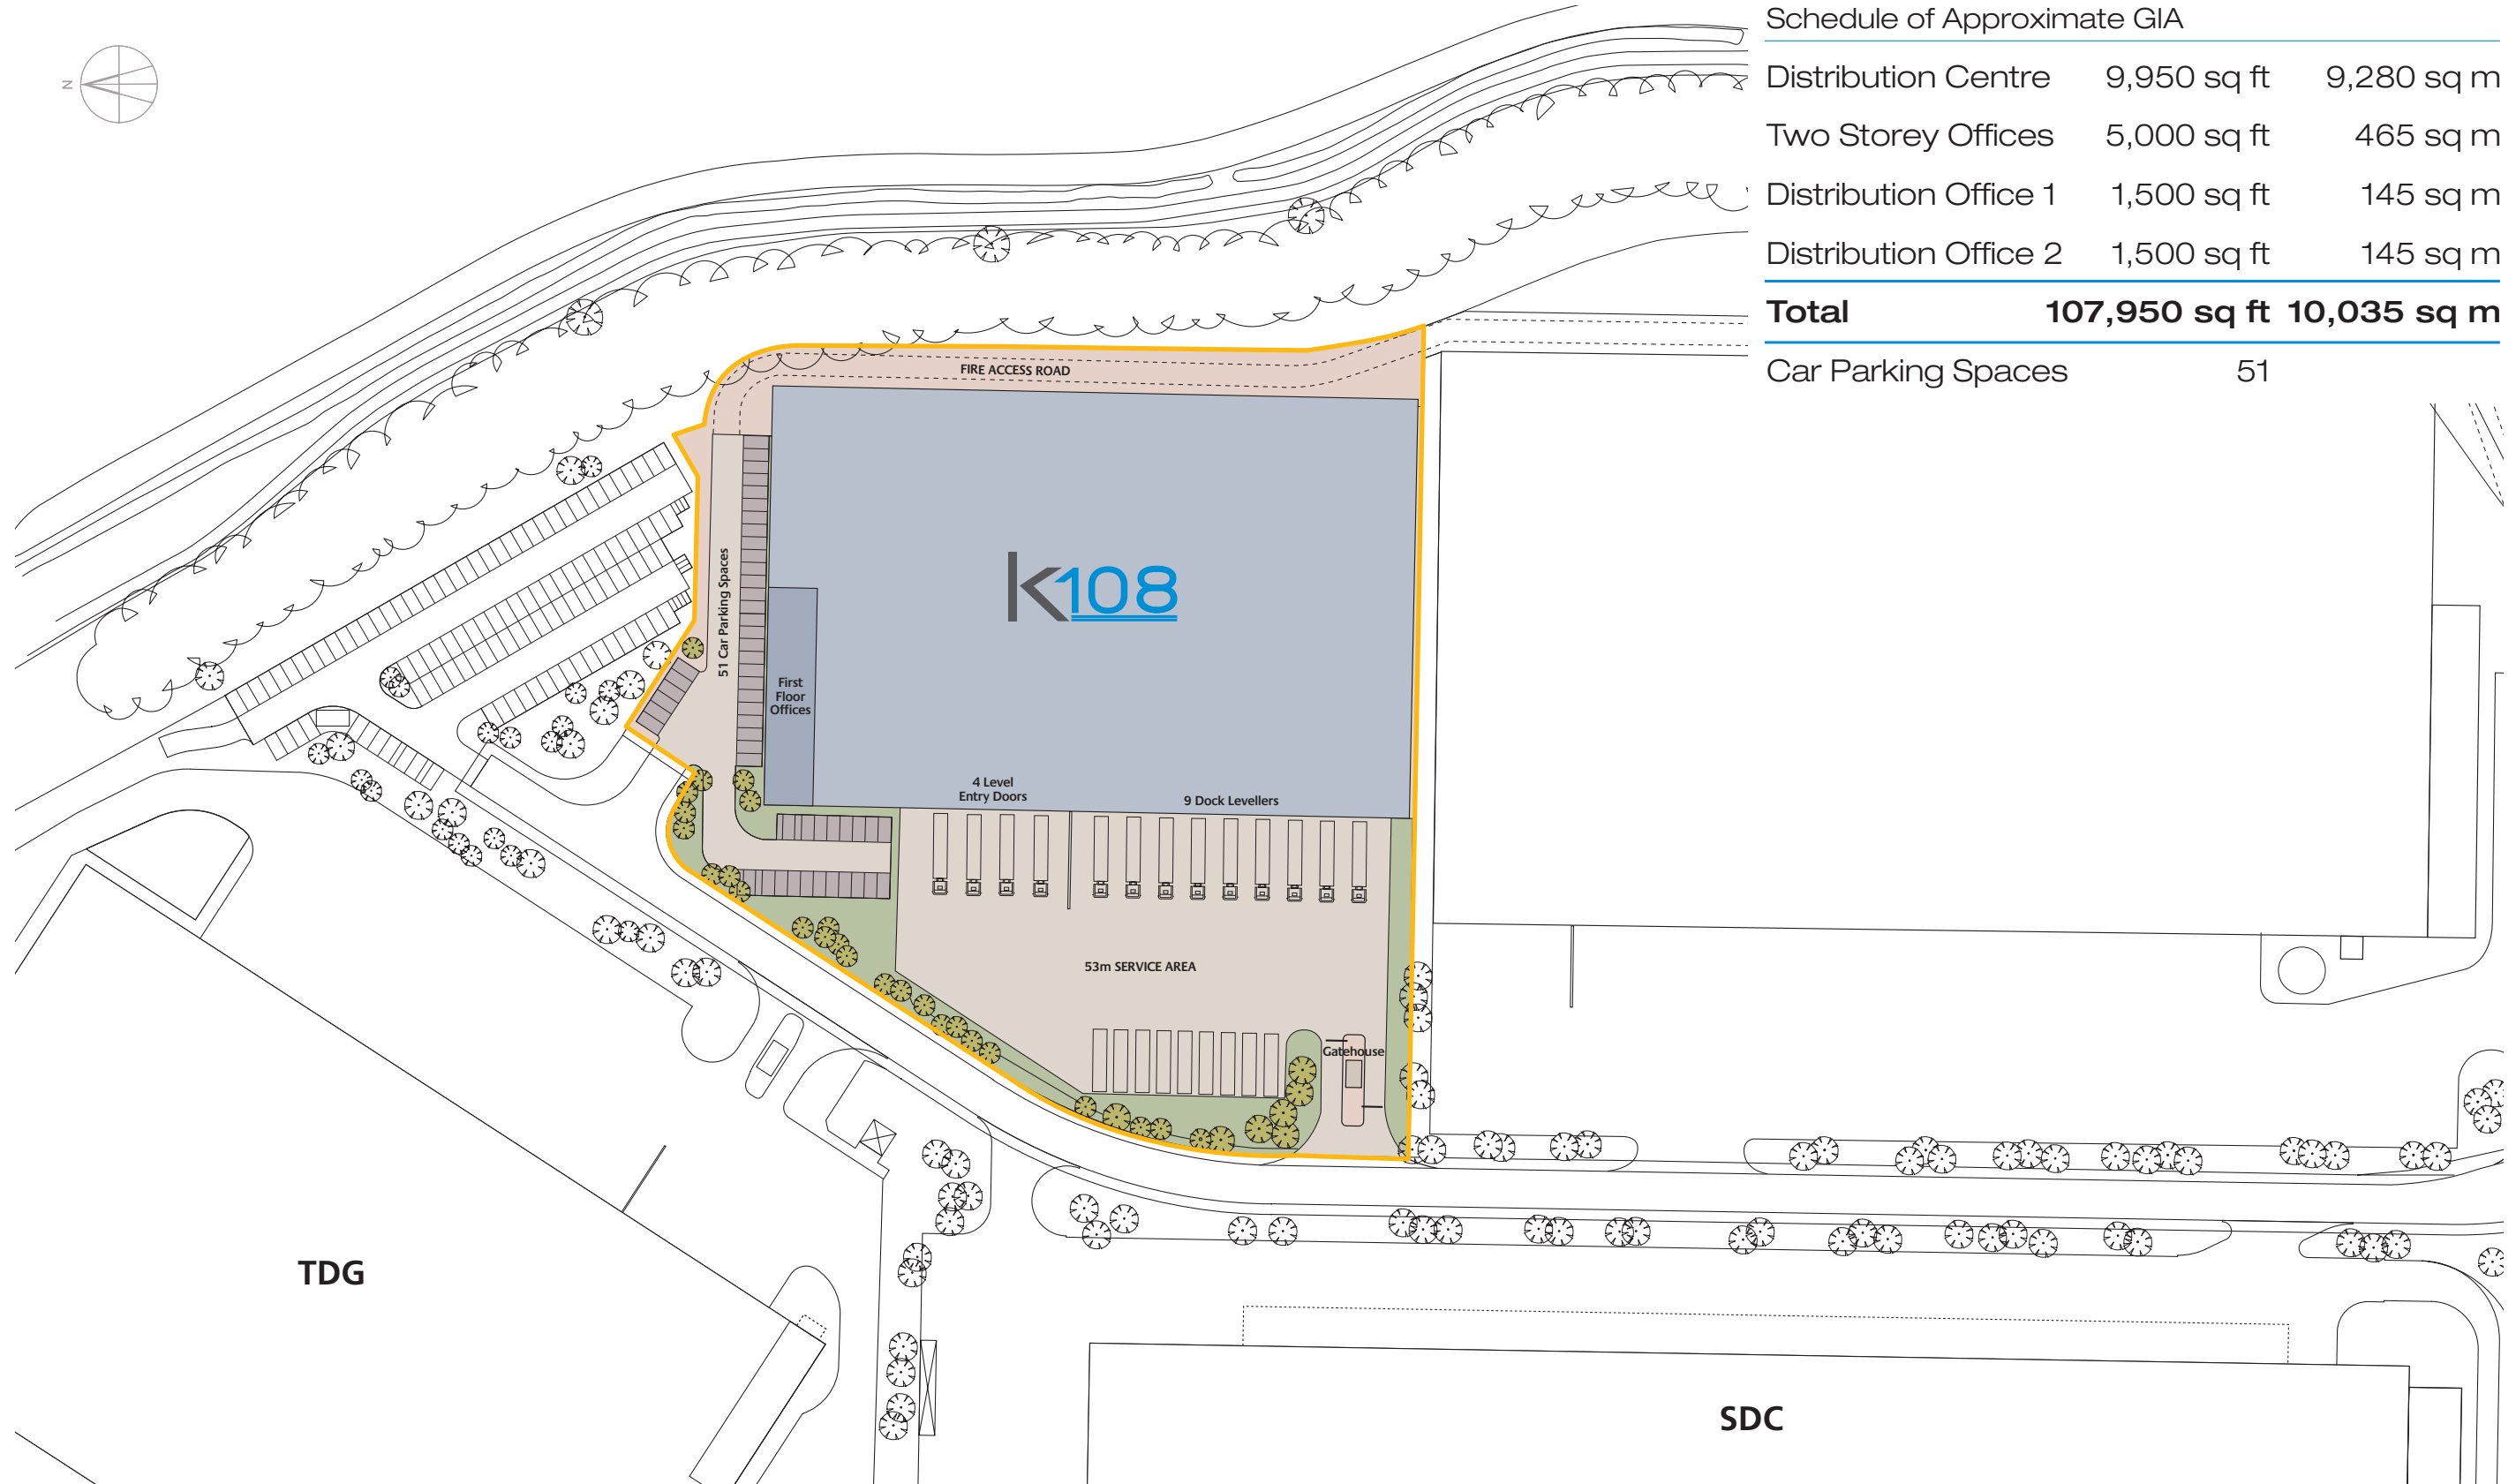 N
Schedule of Approximate GIA
Distribution Centre 9,950 sq ft 9,280 sq m
Two Storey Offices 5,000 sq ft 465 sq m
Distribution Office 1 1,500 sq ft 145 sq m
Distribution Office 2 1,500 sq ft 145 sq m
Total 107,950 sq ft 10,035 sq m
Car Parking Spaces 51
FIRE ACCESS ROAD
51 Car Parking Spaces
k108
First
Floor
Offices
4 Level
Entry Doors
9 Dock Levellers
53m SERVICE AREA
Gatehouse
TDG
SDC